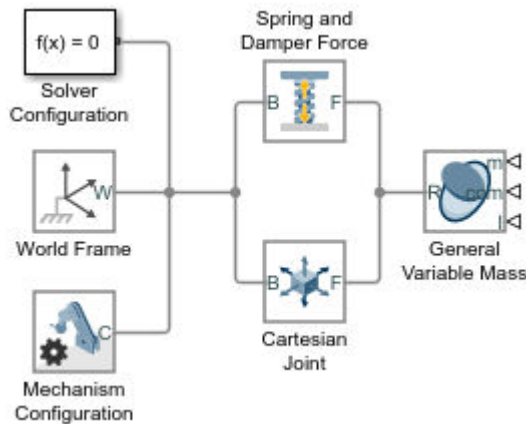 f(x) = 0
Solver
Configuration
Spring and
Damper Force
B
F
W
World Frame
R
m
com
I
General
Variable Mass
B
F
Cartesian
Joint
C
Mechanism
Configuration